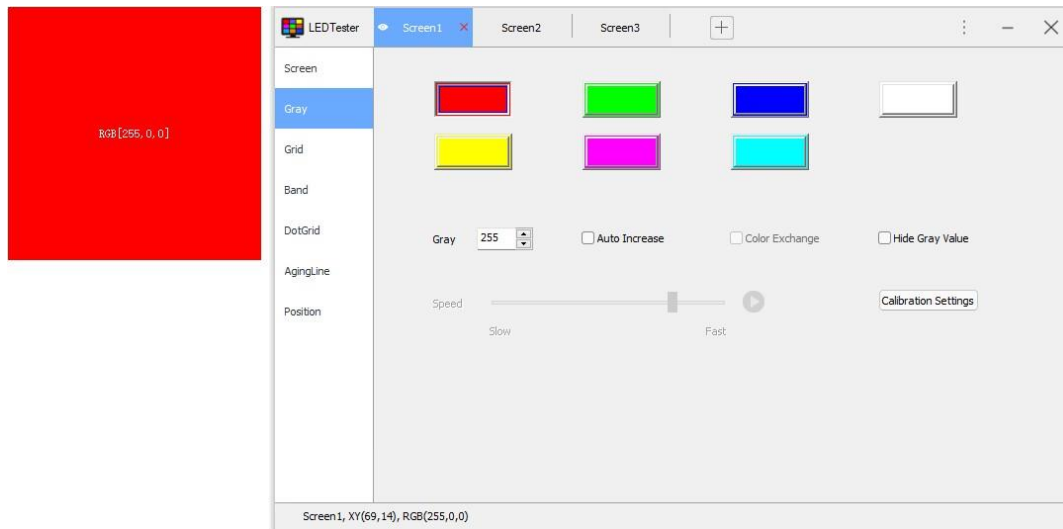 RGB[255,0,0]
LEDTester
Screen1
Screen2
Screen3
Screen
Gray
Grid
Band
DotGrid
AgingLine
Position
Gray 255 Auto Increase Color Exchange Hide Gray Value
Speed
Slow Fast
Calibration Settings
Screen1, XY(69,14), RGB(255,0,0)